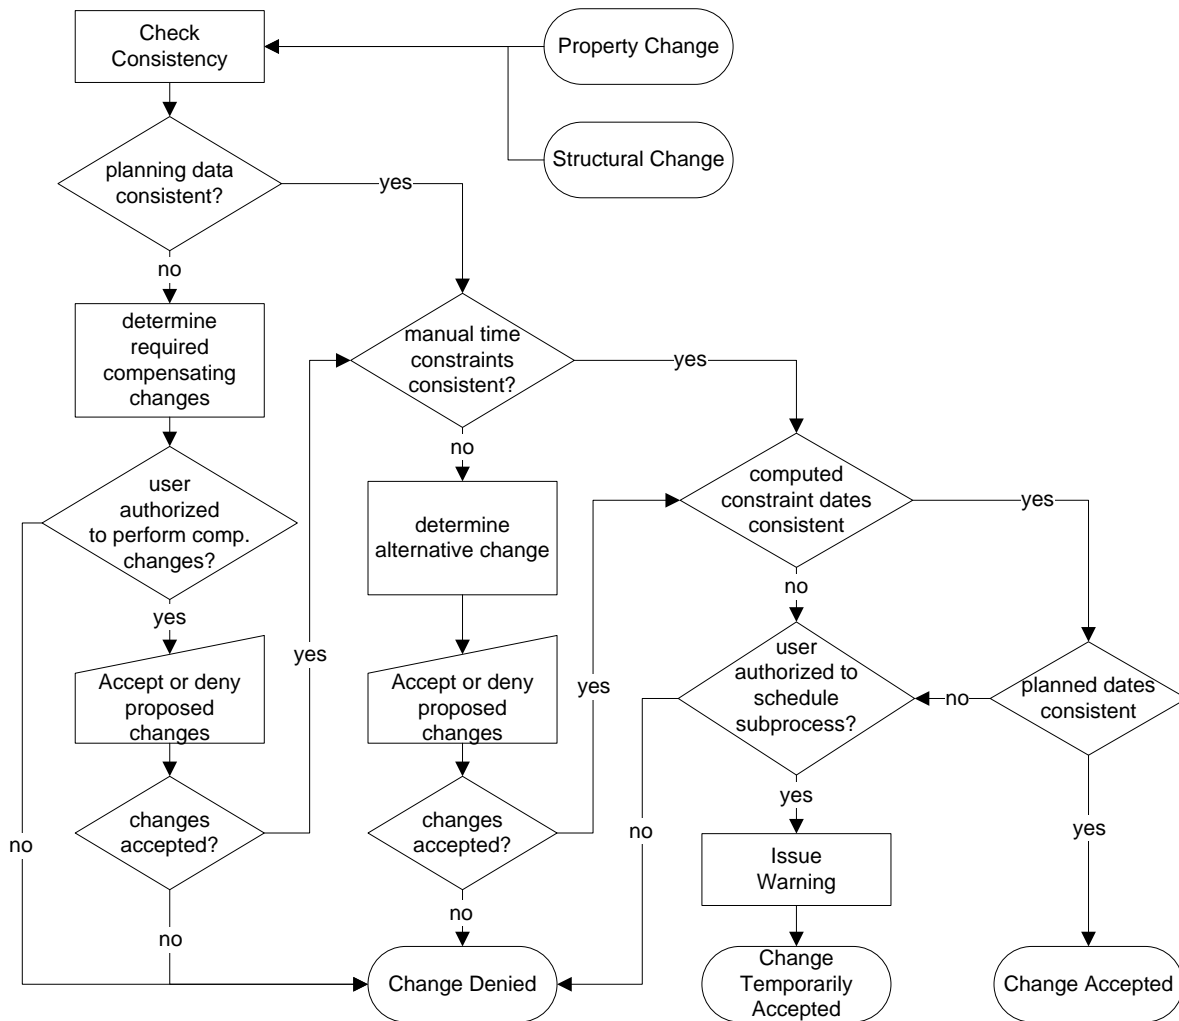 Check
Consistency
Property Change
Structural Change
planning data
consistent?
yes
no
determine
required
compensating
changes
manual time
constraints
consistent?
yes
no
user
authorized
to perform comp.
changes?
determine
alternative change
computed
constraint dates
consistent
yes
no
yes
Accept or deny
proposed
changes
yes
Accept or deny
proposed
changes
yes
user
authorized to
schedule
subprocess?
no
planned dates
consistent
changes
accepted?
no
changes
accepted?
no
yes
yes
Issue
Warning
no
no
Change Denied
Change
Temporarily
Accepted
Change Accepted